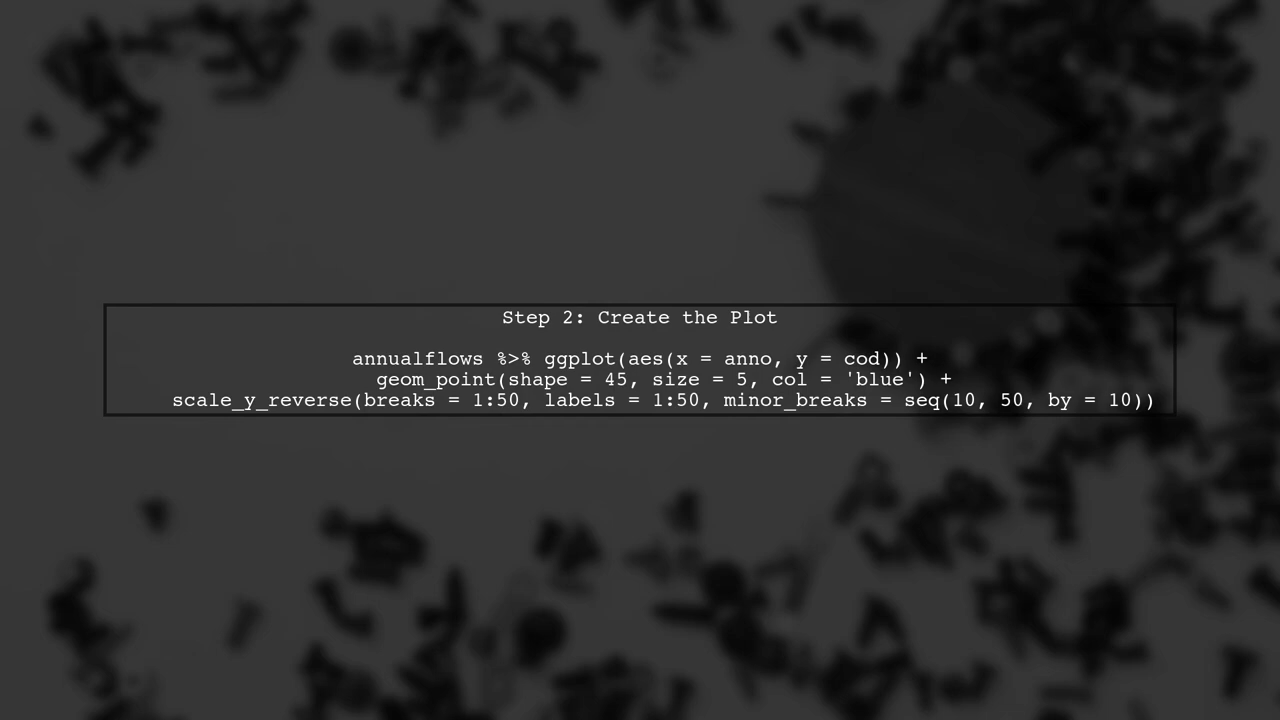 Step 2: Create the Plot
annualflows %>% ggplot(aes(x = anno, y = cod)) +
geom_point(shape = 45, size = 5, col = 'blue') +
scale_y_reverse(breaks = 1:50, labels = 1:50, minor_breaks = seq(10, 50, by = 10))